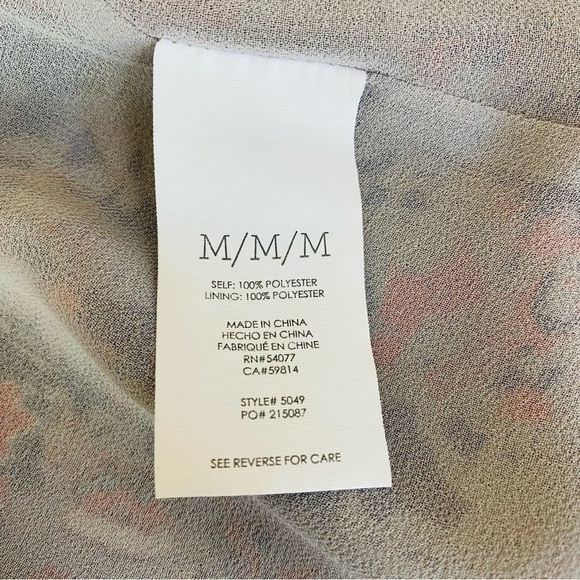 M/M/M
SELF: 100% POLYESTER
LINING: 100% POLYESTER
MADE IN CHINA
HECHO EN CHINA
FABRIQUÉ EN CHINE
RN#54077
CA#59814
STYLE# 5049
PO# 215087
SEE REVERSE FOR CARE